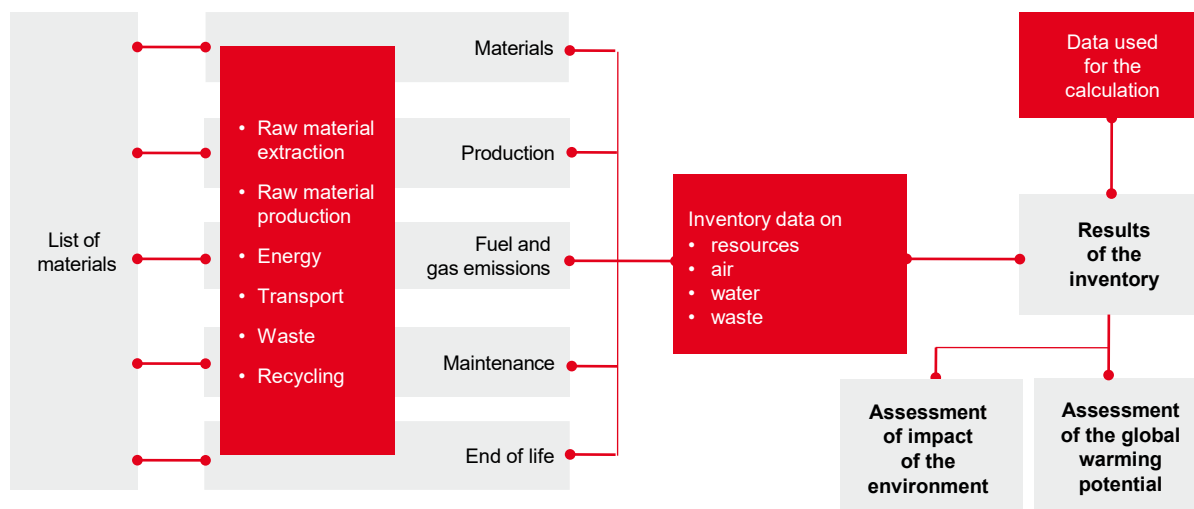 List of
materials
• Raw material
extraction
• Raw material
production
• Energy
• Transport
• Waste
• Recycling
Materials
Production
Fuel and
gas emissions
Maintenance
End of life
Inventory data on
• resources
• air
• water
• waste
Data used
for the
calculation
Results
of the
inventory
Assessment
of impact
of the
environment
Assessment
of the global
warming
potential